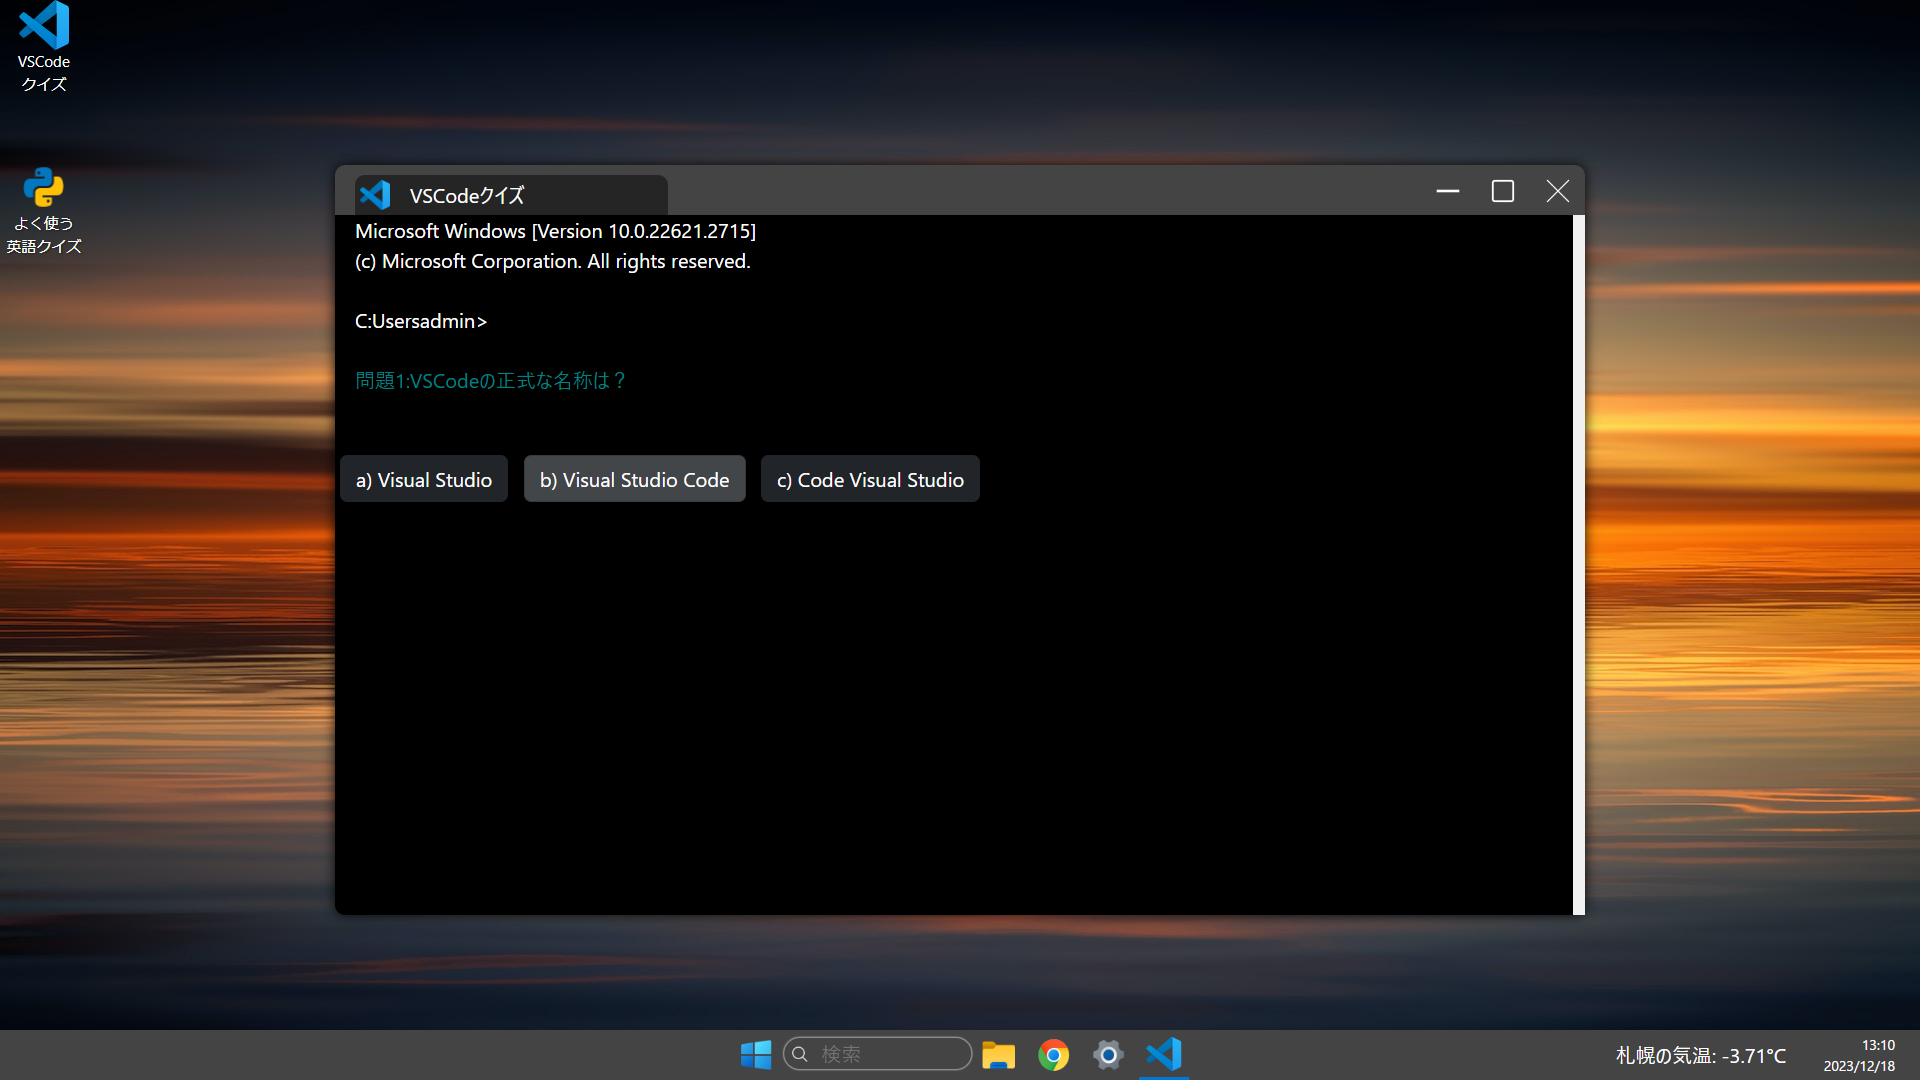 VSCode
クイズ
よく使う
英語クイズ
VSCodeクイズ
Microsoft Windows [Version 10.0.22621.2715]
(c) Microsoft Corporation. All rights reserved.
C:Usersadmin>
問題1:VSCodeの正式な名称は？
a) Visual Studio
b) Visual Studio Code
c) Code Visual Studio
検索
札幌の気温: -3.71°C
13:10
2023/12/18